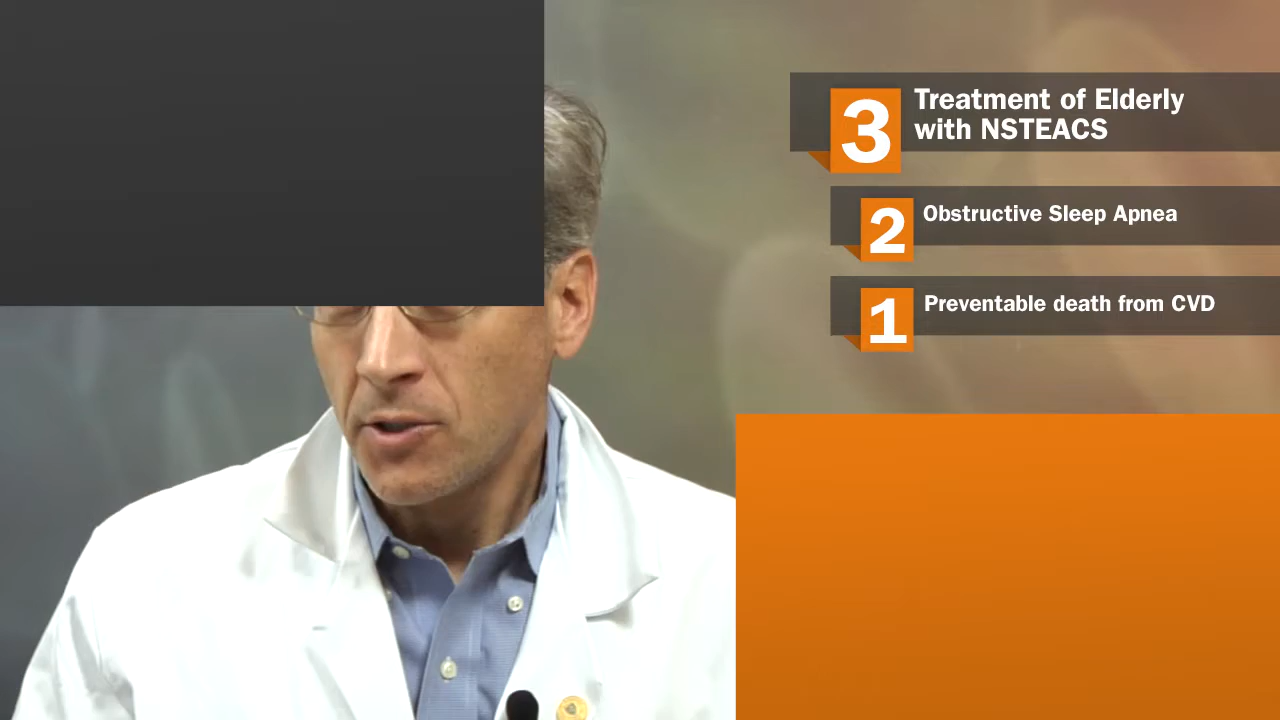 3 Treatment of Elderly
with NSTEACS
2 Obstructive Sleep Apnea
1 Preventable death from CVD